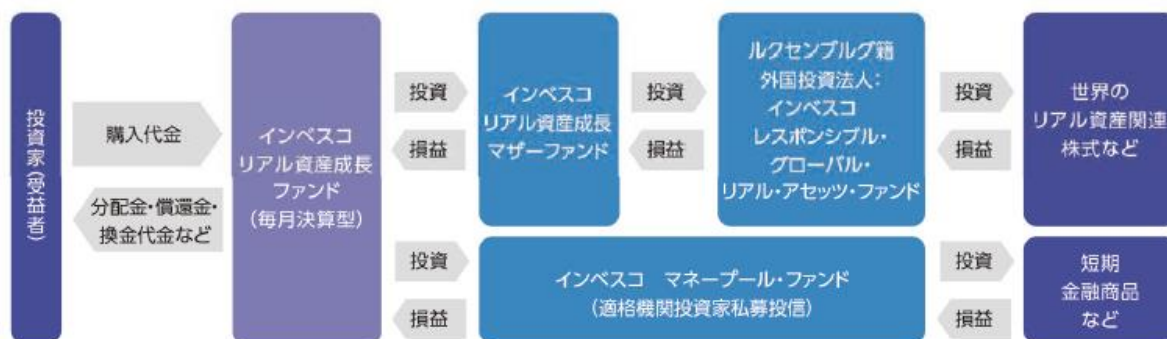 投資家(受益者)
購入代金
分配金・償還金・
換金代金など
インベスコ
リアル資産成長
ファンド
(毎月決算型)
投資
損益
インベスコ
リアル資産成長
マザーファンド
投資
損益
ルクセンブルグ籍
外国投資法人:
インベスコ
レスポンシブル・
グローバル・
リアル・アセッツ・ファンド
投資
損益
世界の
リアル資産関連
株式など
投資
損益
インベスコ マネープール・ファンド
(適格機関投資家私募投信)
投資
損益
短期
金融商品
など